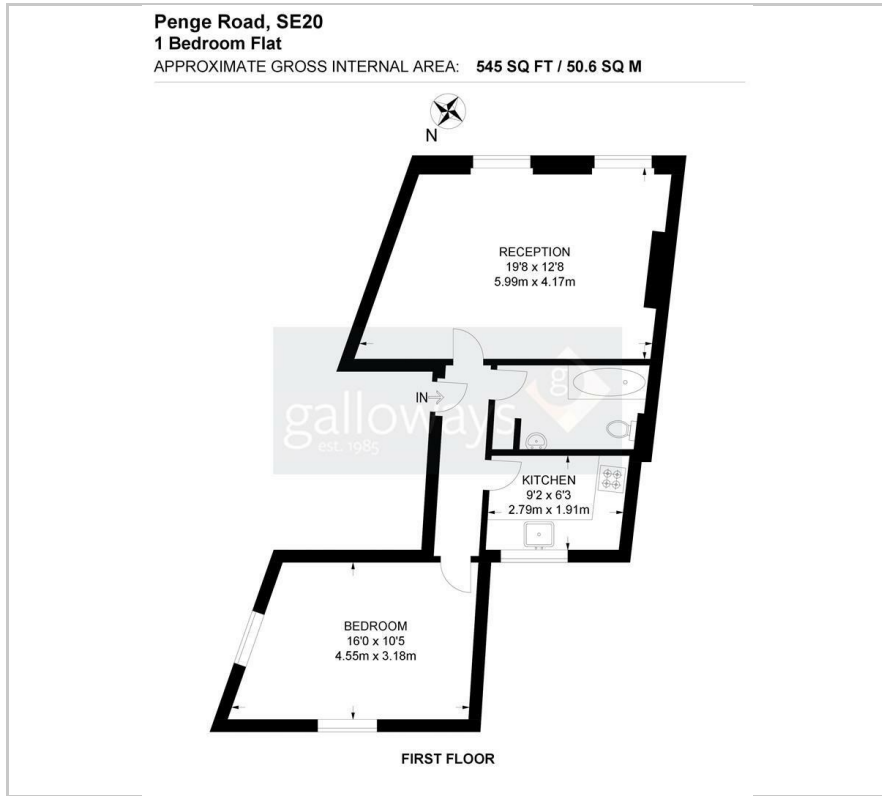 Penge Road, SE20
1 Bedroom Flat
APPROXIMATE GROSS INTERNAL AREA: 545 SQ FT / 50.6 SQ M
N
RECEPTION
19'8 x 12'8
5.99m x 4.17m
IN
gg
galloways
est. 1985
KITCHEN
9'2 x 6'3
2.79m x 1.91m
BEDROOM
16'0 x 10'5
4.55m x 3.18m
FIRST FLOOR